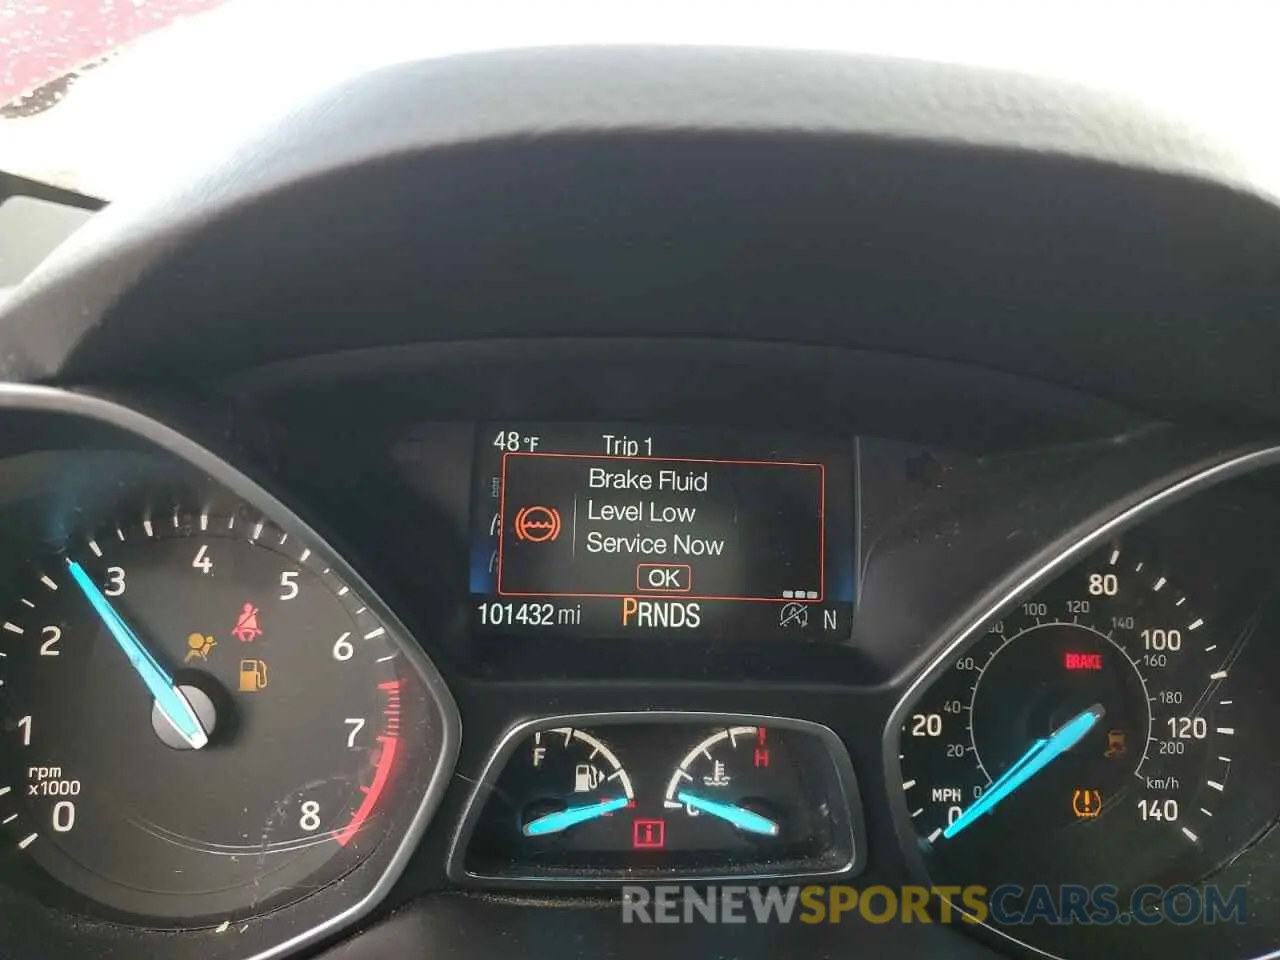 48°F Trip 1
Brake Fluid
Level Low
Service Now
OK
101432 mi PRNDS N
0 1 2 3 4 5 6 7 8
rpm
x1000
F
H
i
BRAKE
0 20 80 100 120 140
MPH
0 20 40 60 80 100 120 140 160 180 200
km/h
RENEWSPORTSCARS.COM